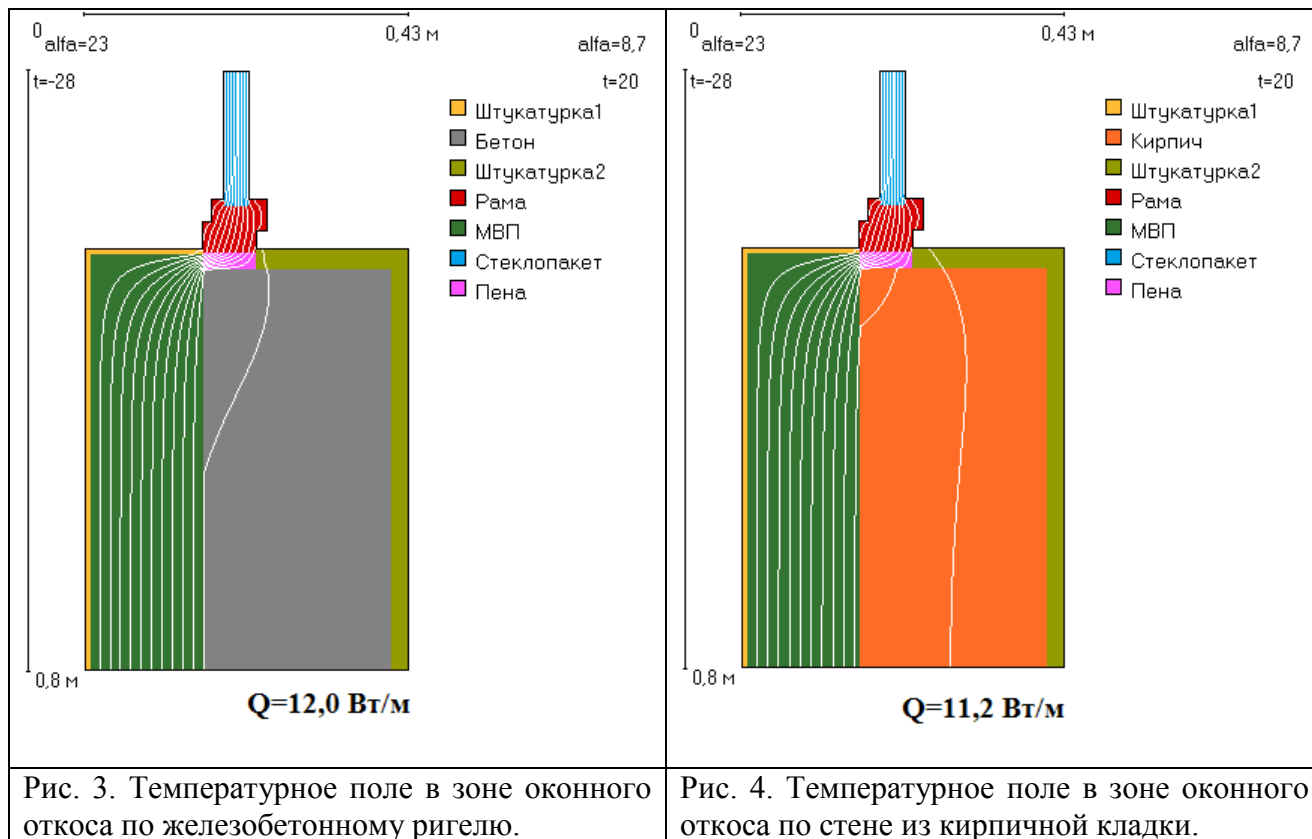 0
0,43 м
alfa=23
alfa=8,7
t=-28
t=20
Штукатурка1
Бетон
Штукатурка2
Рама
МВП
Стеклопакет
Пена
0,8 м
Q=12,0 Вт/м
Рис. 3. Температурное поле в зоне оконного
откоса по железобетонному ригелю.
0
0,43 м
alfa=23
alfa=8,7
t=-28
t=20
Штукатурка1
Кирпич
Штукатурка2
Рама
МВП
Стеклопакет
Пена
0,8 м
Q=11,2 Вт/м
Рис. 4. Температурное поле в зоне оконного
откоса по стене из кирпичной кладки.